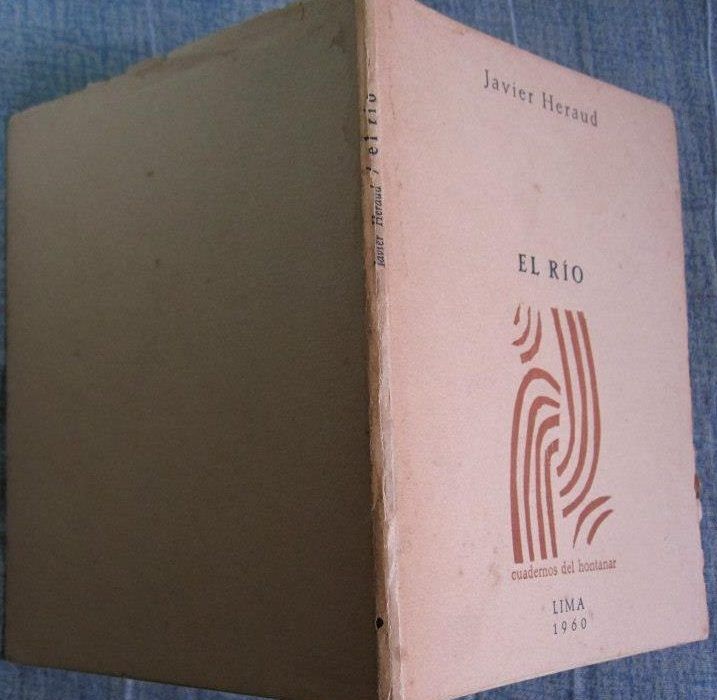 Javier Heraud / el río
Javier Heraud
EL RÍO
cuadernos del hontanar
LIMA
1960